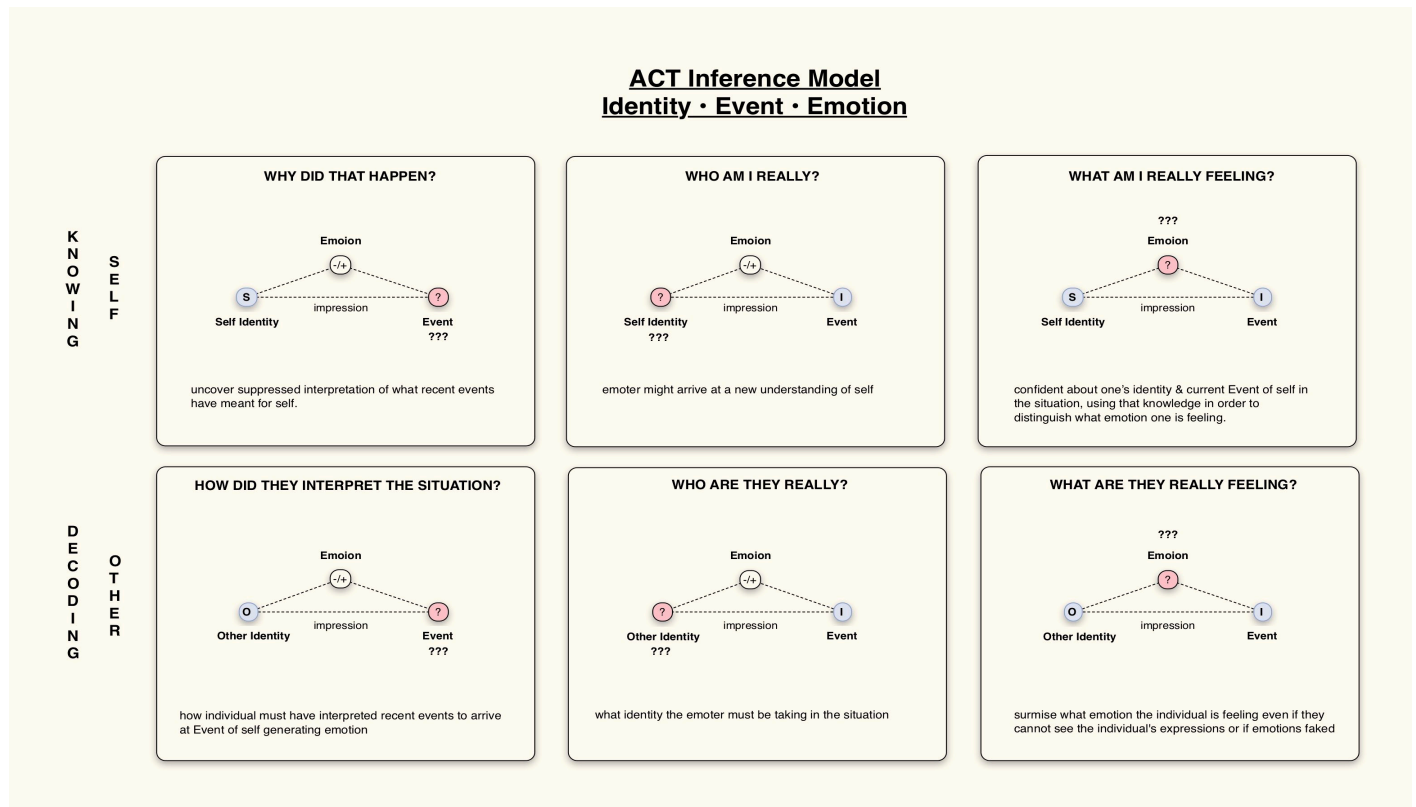 ACT Inference Model
Identity • Event • Emotion
KNOWING
SELF
WHY DID THAT HAPPEN?
Emoion
-/+
S
?
impression
Self Identity
Event
???
uncover suppressed interpretation of what recent events
have meant for self.
WHO AM I REALLY?
Emoion
-/+
?
I
impression
Self Identity
Event
???
emoter might arrive at a new understanding of self
WHAT AM I REALLY FEELING?
???
Emoion
?
S
I
impression
Self Identity
Event
confident about one's identity & current Event of self in
the situation, using that knowledge in order to
distinguish what emotion one is feeling.
DECODING
OTHER
HOW DID THEY INTERPRET THE SITUATION?
Emoion
-/+
O
?
impression
Other Identity
Event
???
how individual must have interpreted recent events to arrive
at Event of self generating emotion
WHO ARE THEY REALLY?
Emoion
-/+
?
I
impression
Other Identity
Event
???
what identity the emoter must be taking in the situation
WHAT ARE THEY REALLY FEELING?
???
Emoion
?
O
I
impression
Other Identity
Event
surmise what emotion the individual is feeling even if they
cannot see the individual's expressions or if emotions faked